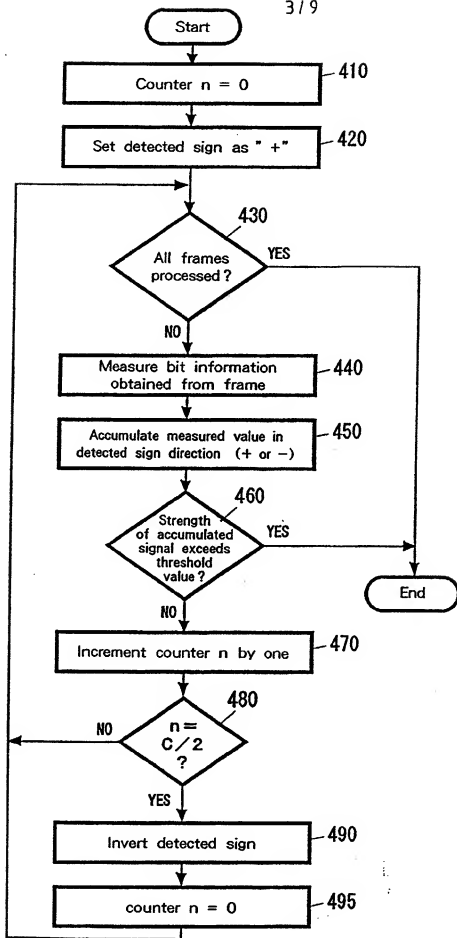 3/9
Start
Counter n = 0
410
Set detected sign as " +"
420
430
All frames
processed ?
YES
NO
Measure bit information
obtained from frame
440
Accumulate measured value in
detected sign direction (+ or −)
450
460
Strength
of accumulated
signal exceeds
threshold
value ?
YES
End
NO
Increment counter n by one
470
480
NO
n =
C/2
?
YES
Invert detected sign
490
counter n = 0
495